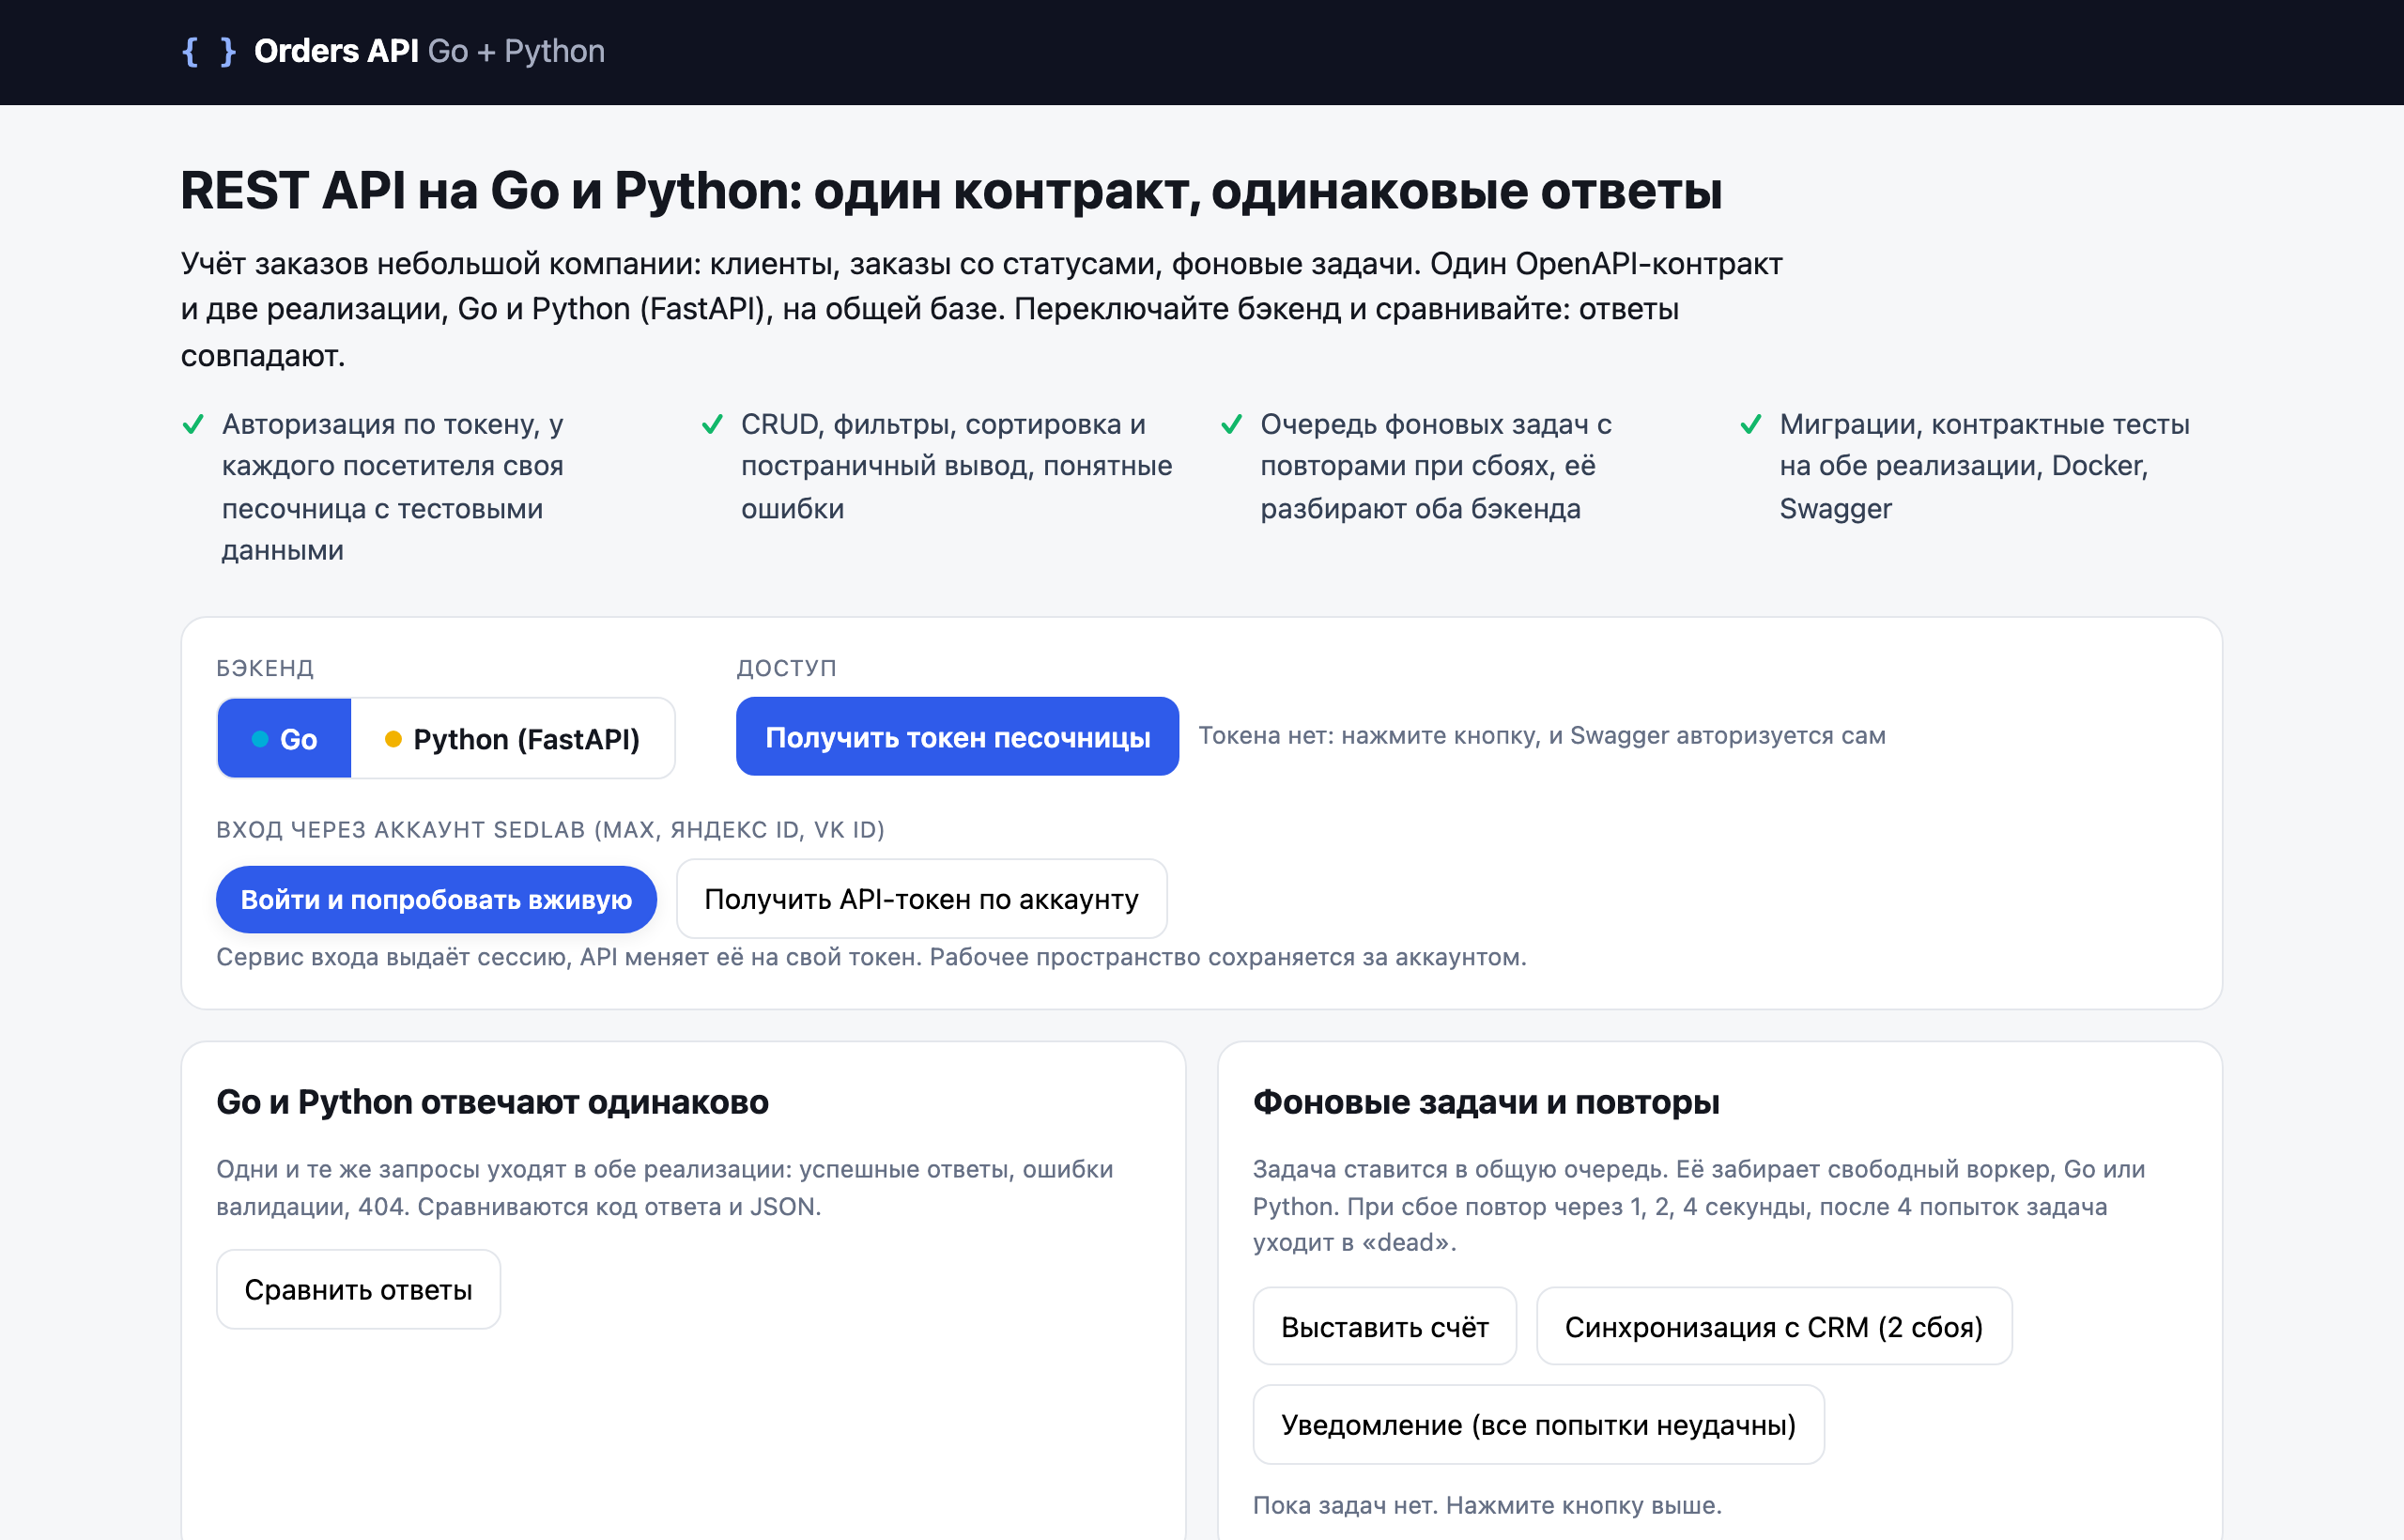 { } Orders API Go + Python
REST API на Go и Python: один контракт, одинаковые ответы
Учёт заказов небольшой компании: клиенты, заказы со статусами, фоновые задачи. Один OpenAPI-контракт
и две реализации, Go и Python (FastAPI), на общей базе. Переключайте бэкенд и сравнивайте: ответы
совпадают.
Авторизация по токену, у
каждого посетителя своя
песочница с тестовыми
данными
CRUD, фильтры, сортировка и
постраничный вывод, понятные
ошибки
Очередь фоновых задач с
повторами при сбоях, её
разбирают оба бэкенда
Миграции, контрактные тесты
на обе реализации, Docker,
Swagger
БЭКЕНД
Go
Python (FastAPI)
ДОСТУП
Получить токен песочницы
Токена нет: нажмите кнопку, и Swagger авторизуется сам
ВХОД ЧЕРЕЗ АККАУНТ SEDLAB (MAX, ЯНДЕКС ID, VK ID)
Войти и попробовать вживую
Получить API-токен по аккаунту
Сервис входа выдаёт сессию, API меняет её на свой токен. Рабочее пространство сохраняется за аккаунтом.
Go и Python отвечают одинаково
Одни и те же запросы уходят в обе реализации: успешные ответы, ошибки
валидации, 404. Сравниваются код ответа и JSON.
Сравнить ответы
Фоновые задачи и повторы
Задача ставится в общую очередь. Её забирает свободный воркер, Go или
Python. При сбое повтор через 1, 2, 4 секунды, после 4 попыток задача
уходит в «dead».
Выставить счёт
Синхронизация с CRM (2 сбоя)
Уведомление (все попытки неудачны)
Пока задач нет. Нажмите кнопку выше.